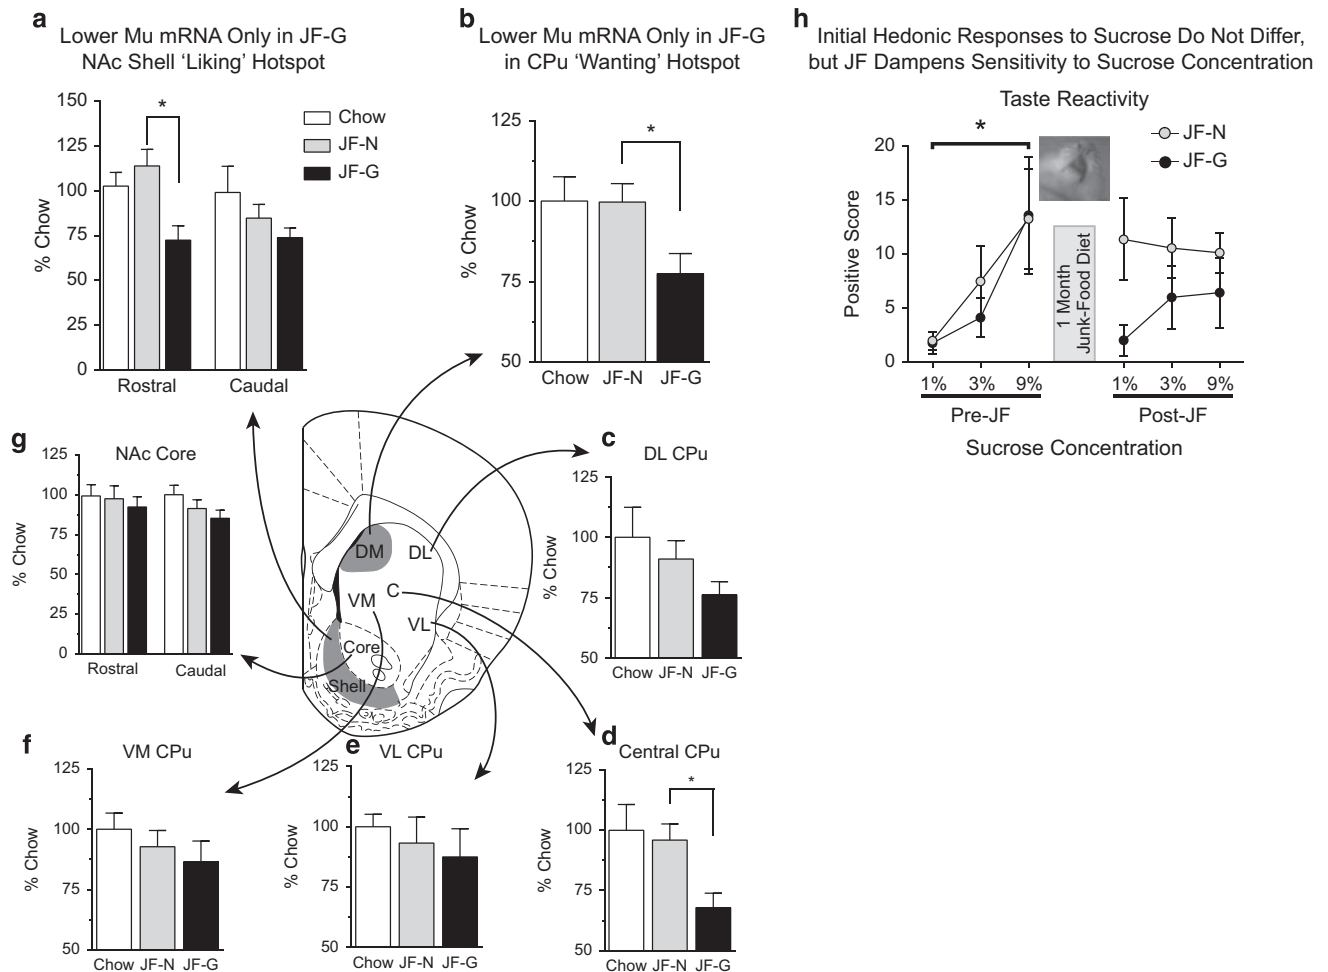 a
Lower Mu mRNA Only in JF-G
NAc Shell 'Liking' Hotspot
150
125
100
75
50
25
0
% Chow
*
Chow
JF-N
JF-G
Rostral
Caudal
b
Lower Mu mRNA Only in JF-G
in CPu 'Wanting' Hotspot
125
100
75
50
% Chow
*
Chow JF-N JF-G
h
Initial Hedonic Responses to Sucrose Do Not Differ,
but JF Dampens Sensitivity to Sucrose Concentration
Taste Reactivity
JF-N
JF-G
*
20
15
10
5
0
Positive Score
1 Month
Junk-Food Diet
1% 3% 9%
1% 3% 9%
Pre-JF
Post-JF
Sucrose Concentration
g
NAc Core
125
100
75
50
25
0
% Chow
Rostral
Caudal
DM
DL
VM
C
VL
Core
Shell
c
DL CPu
125
100
75
50
% Chow
Chow JF-N JF-G
f
VM CPu
125
100
75
50
% Chow
Chow JF-N JF-G
e
VL CPu
125
100
75
50
% Chow
Chow JF-N JF-G
d
Central CPu
125
100
75
50
% Chow
*
Chow JF-N JF-G